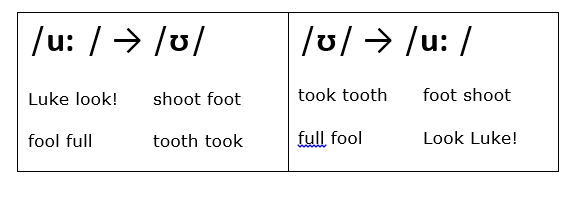 /u: / → /ʊ/
Luke look! shoot foot
fool full tooth took
/ʊ/ → /u: /
took tooth foot shoot
full fool Look Luke!